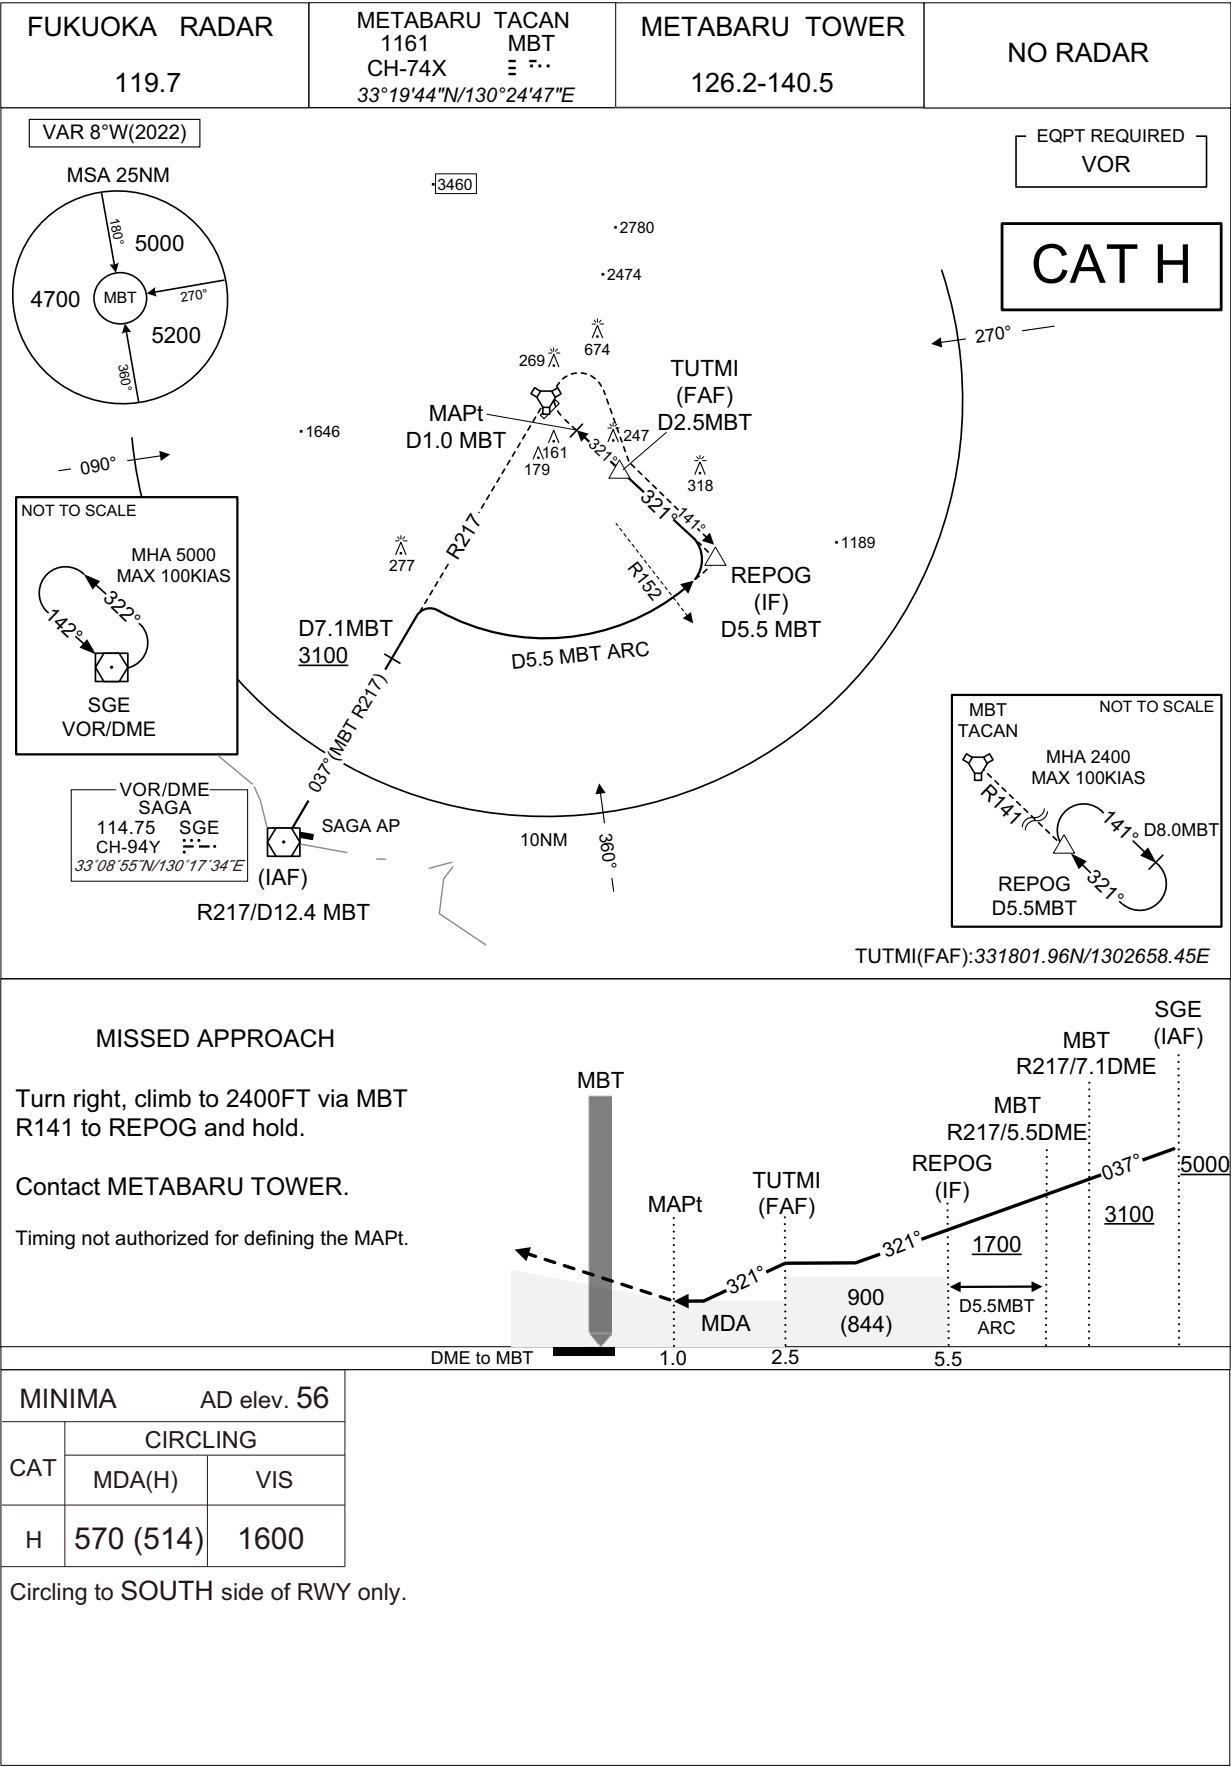 FUKUOKA RADAR
119.7
METABARU TACAN
1161 MBT
CH-74X
33°19'44"N/130°24'47"E
METABARU TOWER
126.2-140.5
NO RADAR
VAR 8°W(2022)
EQPT REQUIRED
VOR
CAT H
MSA 25NM
180°
5000
4700
MBT
270°
5200
360°
3460
2780
2474
270°
674
269
TUTMI
(FAF)
D2.5MBT
MAPt
D1.0 MBT
1646
247
161
179
321°
318
090°
321°
141°
R217
277
1189
R152
REPOG
(IF)
D5.5 MBT
NOT TO SCALE
MHA 5000
MAX 100KIAS
322°
142°
SGE
VOR/DME
D7.1MBT
3100
D5.5 MBT ARC
037°(MBT R217)
NOT TO SCALE
MBT
TACAN
MHA 2400
MAX 100KIAS
R141
141°
D8.0MBT
321°
REPOG
D5.5MBT
VOR/DME
SAGA
114.75 SGE
CH-94Y
33°08´55˝N/130°17´34˝E
SAGA AP
10NM
360°
(IAF)
R217/D12.4 MBT
TUTMI(FAF):331801.96N/1302658.45E
MISSED APPROACH
Turn right, climb to 2400FT via MBT
R141 to REPOG and hold.
Contact METABARU TOWER.
Timing not authorized for defining the MAPt.
SGE
(IAF)
MBT
R217/7.1DME
MBT
MBT
R217/5.5DME
REPOG
(IF)
TUTMI
(FAF)
MAPt
037°
5000
3100
1700
321°
321°
900
(844)
MDA
D5.5MBT
ARC
DME to MBT 1.0 2.5 5.5
MINIMA AD elev. 56
CAT
CIRCLING
MDA(H) VIS
H 570 (514) 1600
Circling to SOUTH side of RWY only.